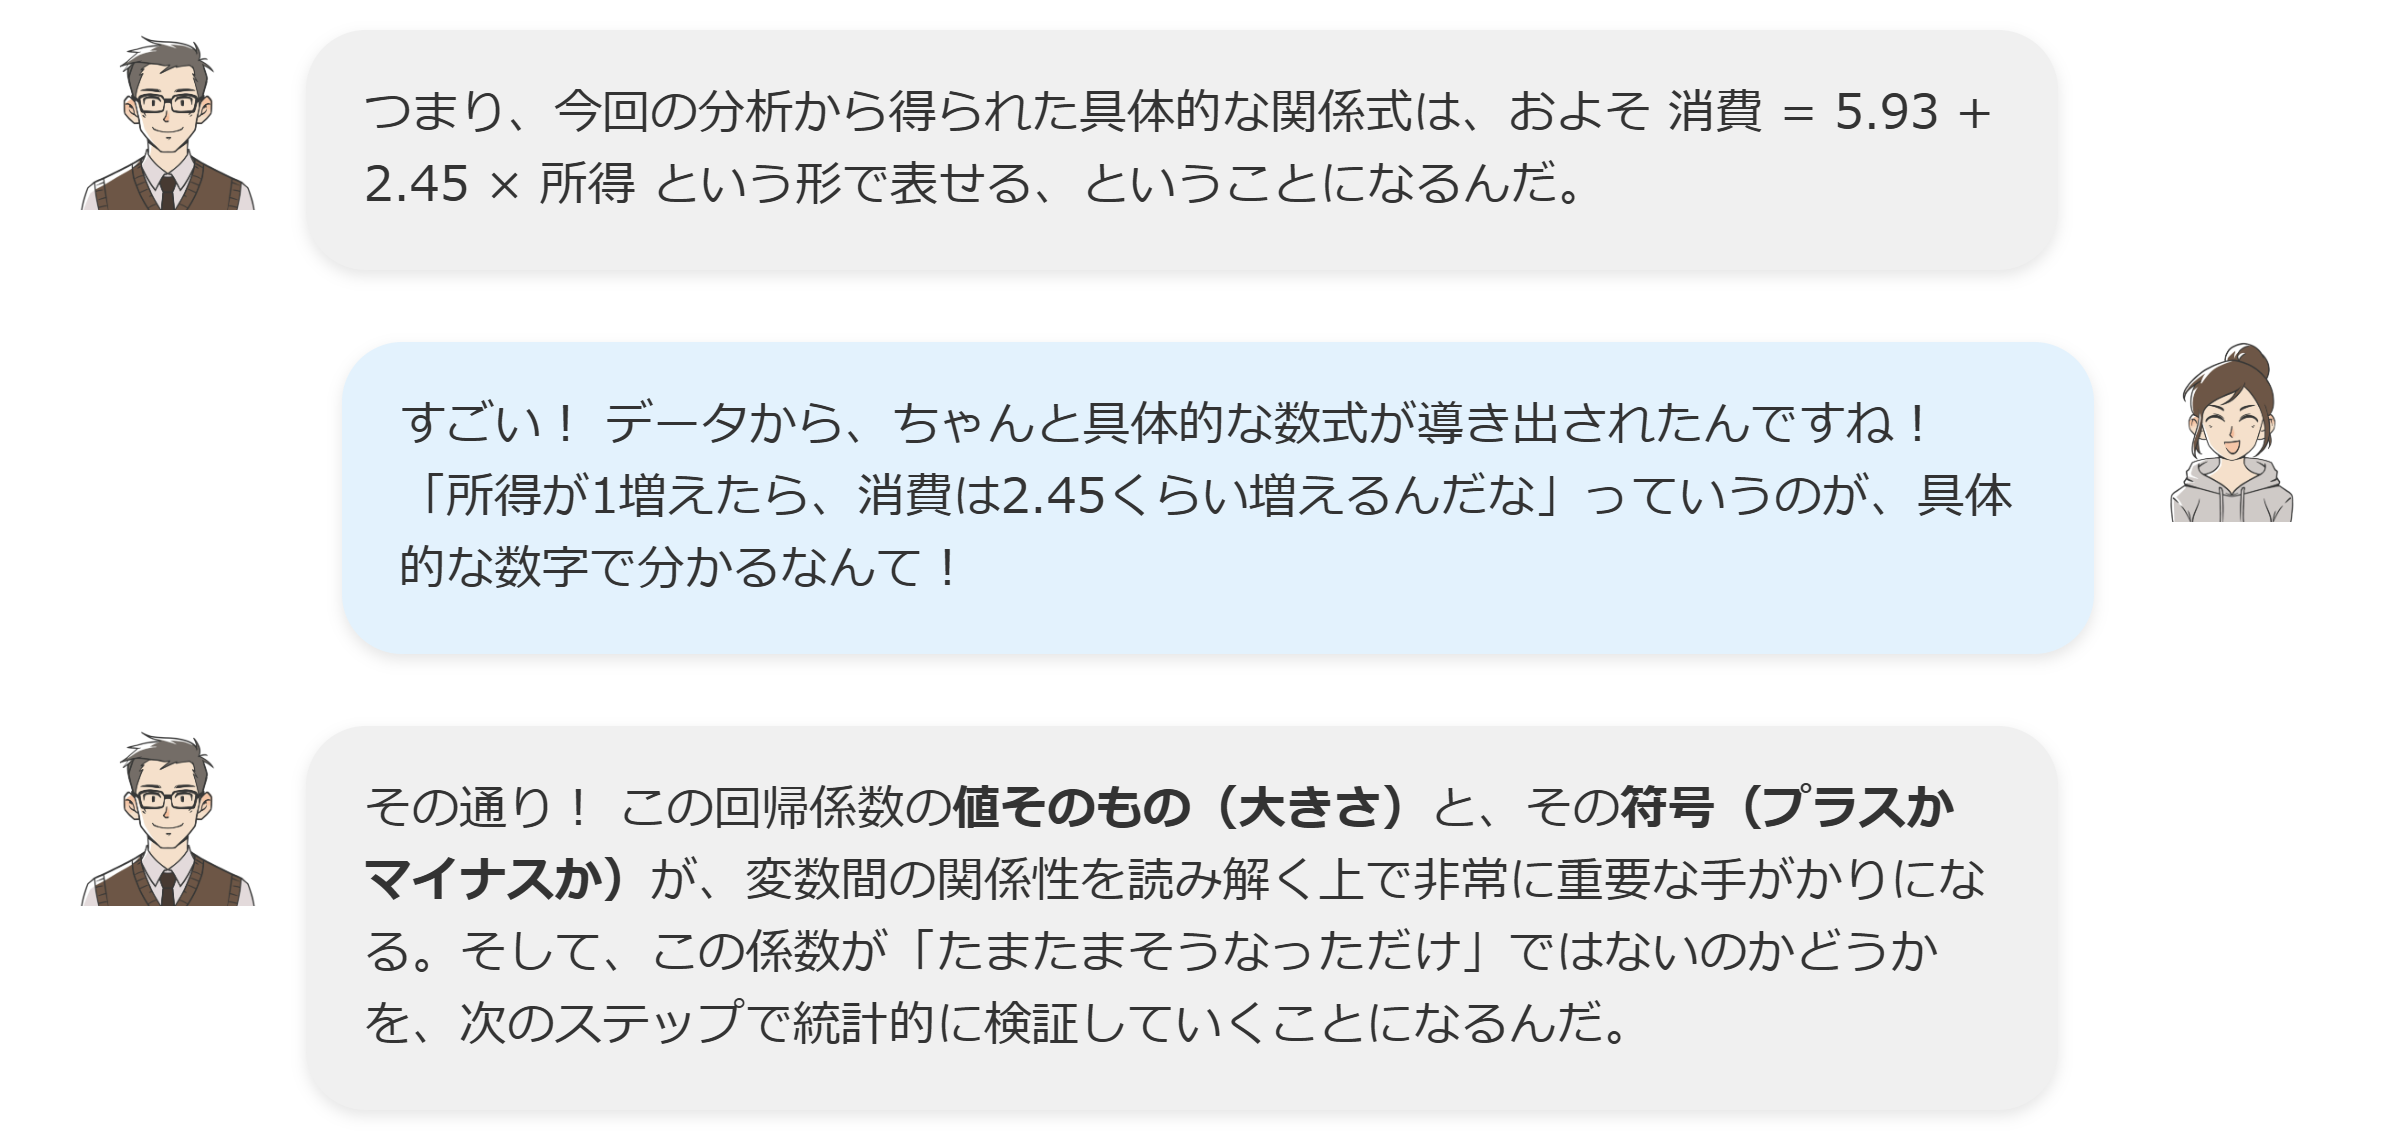 つまり、今回の分析から得られた具体的な関係式は、およそ 消費 = 5.93 +
2.45 × 所得 という形で表せる、ということになるんだ。
すごい！ データから、ちゃんと具体的な数式が導き出されたんですね！
「所得が1増えたら、消費は2.45くらい増えるんだな」っていうのが、具体
的な数字で分かるなんて！
その通り！ この回帰係数の値そのもの（大きさ）と、その符号（プラスか
マイナスか）が、変数間の関係性を読み解く上で非常に重要な手がかりにな
る。そして、この係数が「たまたまそうなっただけ」ではないのかどうか
を、次のステップで統計的に検証していくことになるんだ。